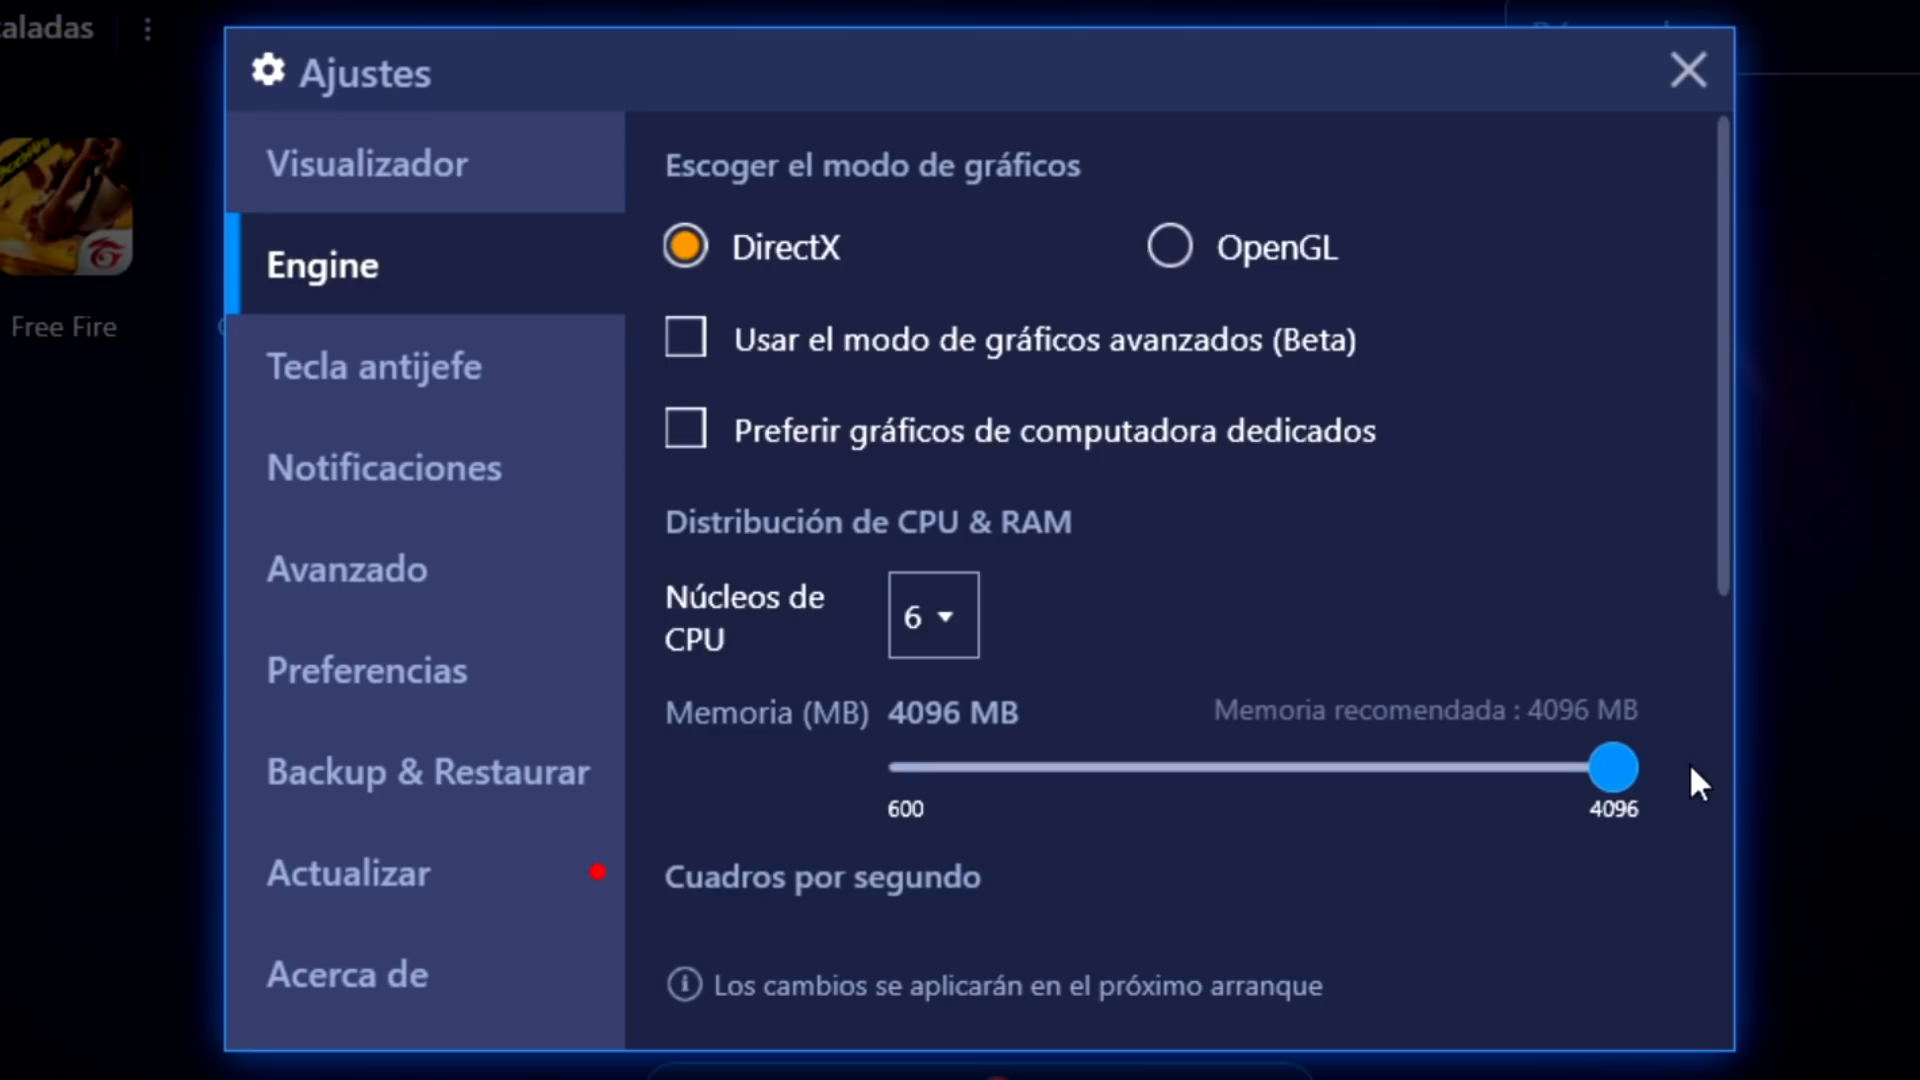 aladas
Ajustes
Visualizador
Engine
Tecla antijefe
Notificaciones
Avanzado
Preferencias
Backup & Restaurar
Actualizar
Acerca de
Free Fire
Escoger el modo de gráficos
DirectX
OpenGL
Usar el modo de gráficos avanzados (Beta)
Preferir gráficos de computadora dedicados
Distribución de CPU & RAM
Núcleos de
CPU
6
Memoria (MB) 4096 MB
Memoria recomendada : 4096 MB
600
4096
Cuadros por segundo
Los cambios se aplicarán en el próximo arranque